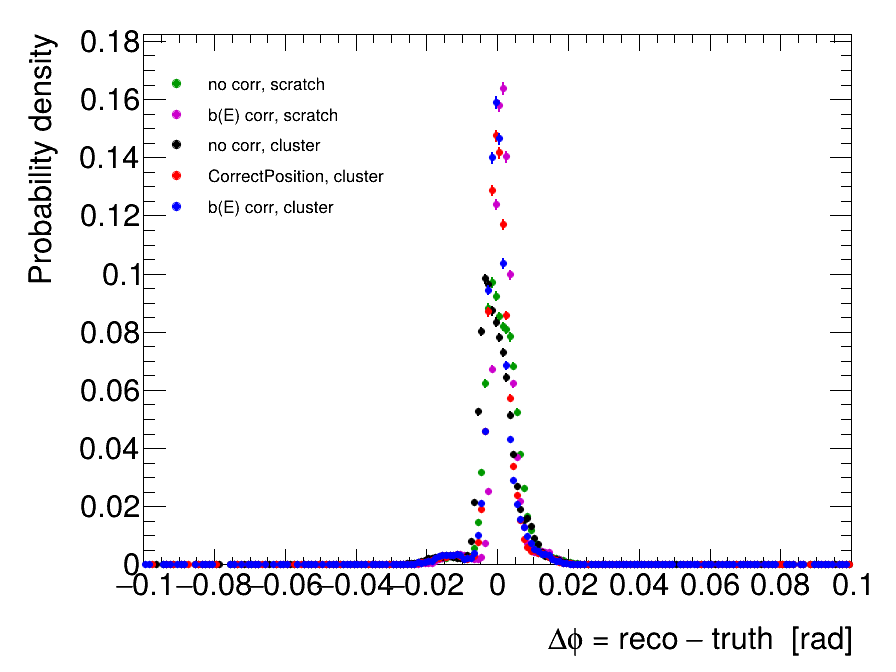 Probability density
0.18
0.16
0.14
0.12
0.1
0.08
0.06
0.04
0.02
0
no corr, scratch
b(E) corr, scratch
no corr, cluster
CorrectPosition, cluster
b(E) corr, cluster
−0.1 −0.08 −0.06 −0.04 −0.02 0 0.02 0.04 0.06 0.08 0.1
Δϕ = reco − truth [rad]